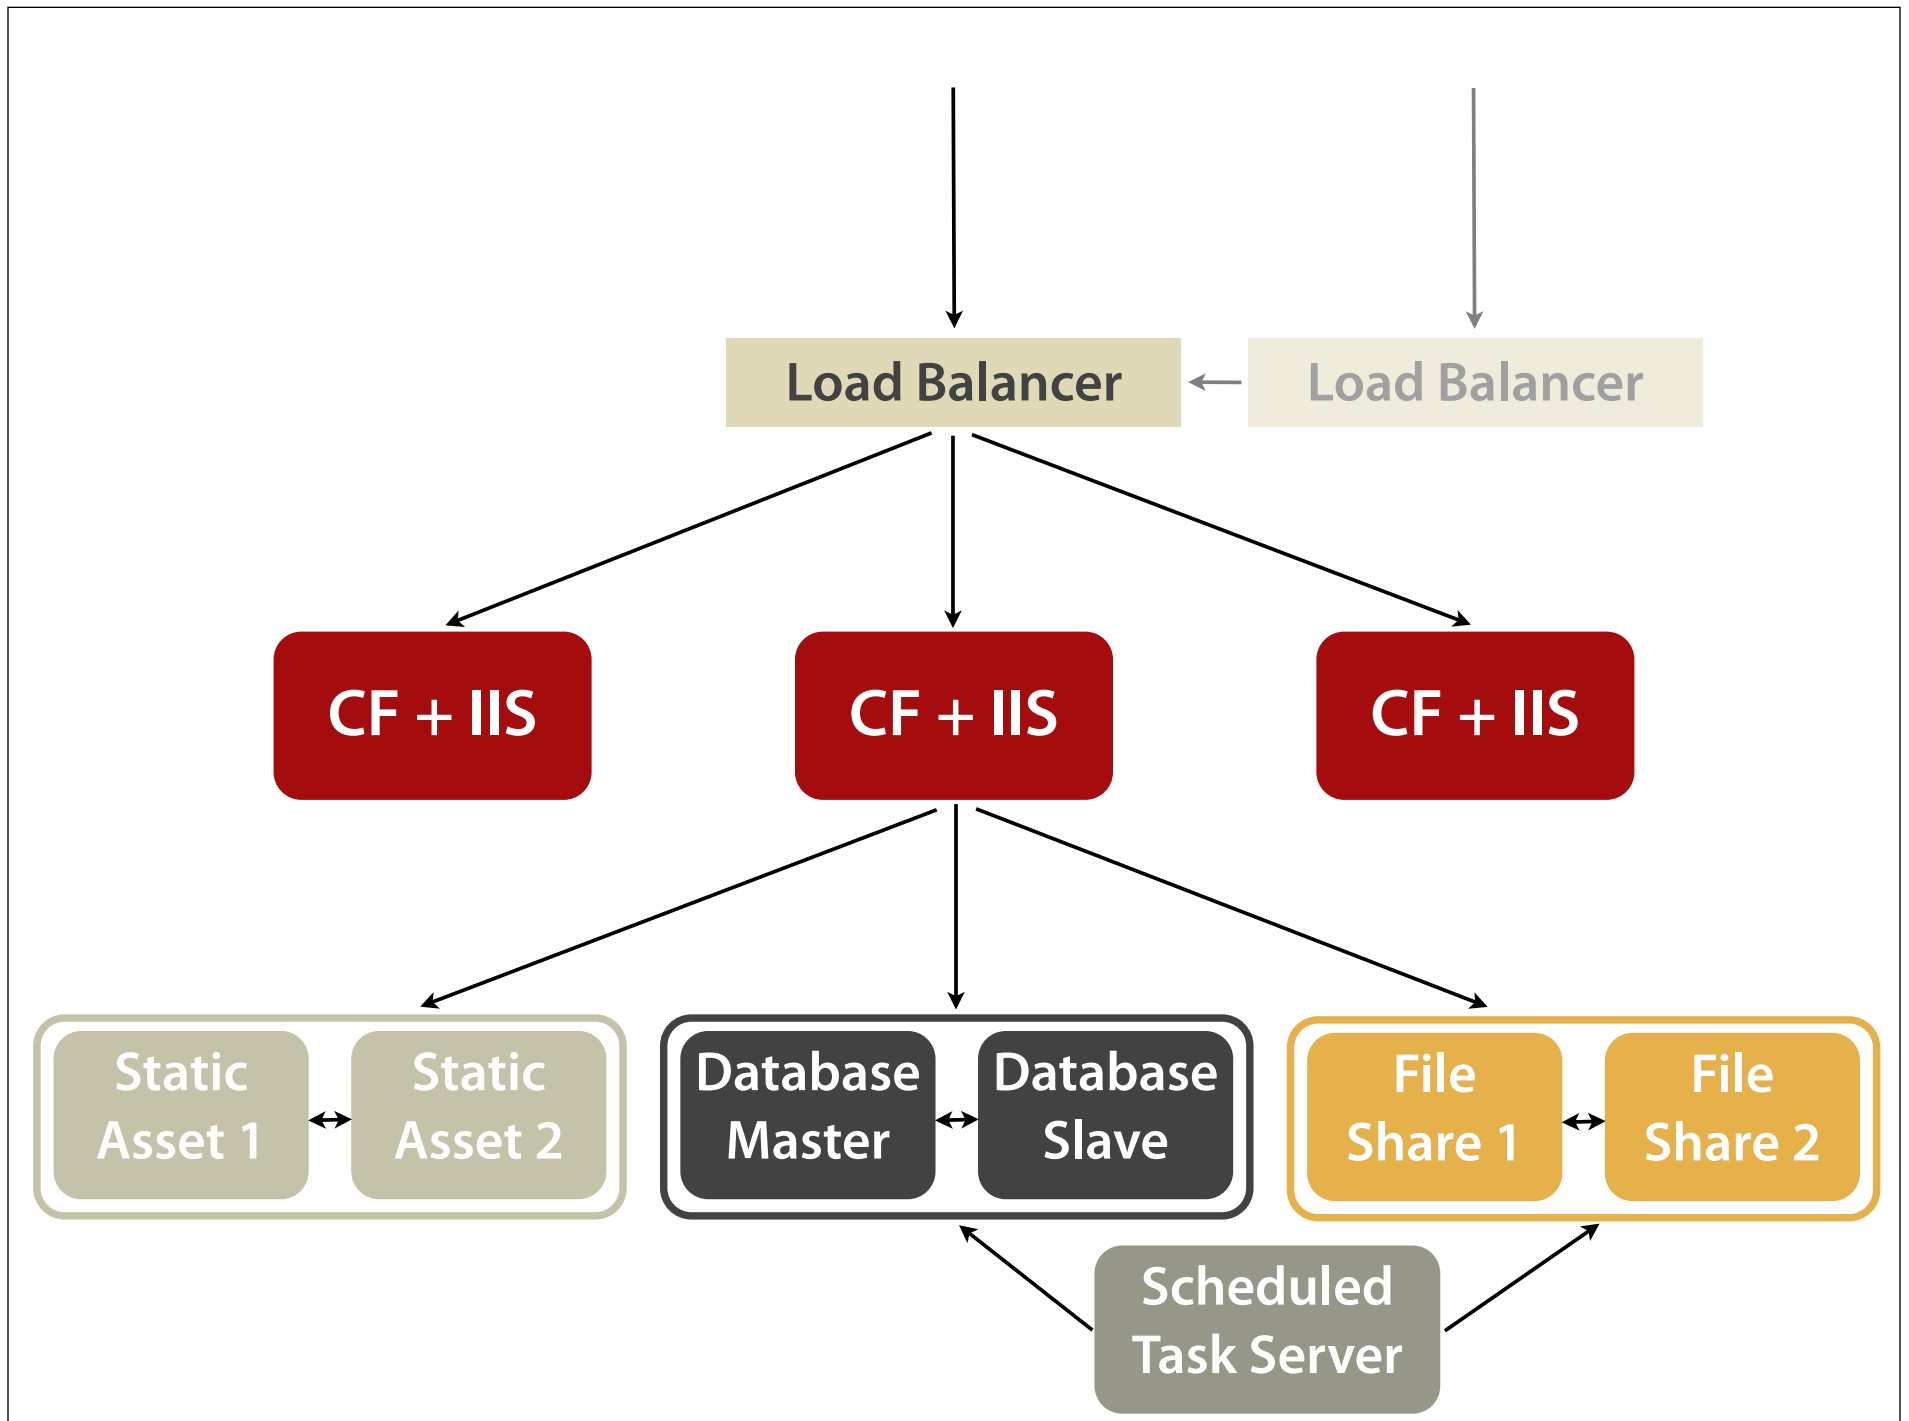 Load Balancer
Load Balancer
CF + IIS
CF + IIS
CF + IIS
Static
Asset 1
Static
Asset 2
Database
Master
Database
Slave
File
Share 1
File
Share 2
Scheduled
Task Server